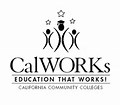 CalWORKs
EDUCATION THAT WORKS!
CALIFORNIA COMMUNITY COLLEGES